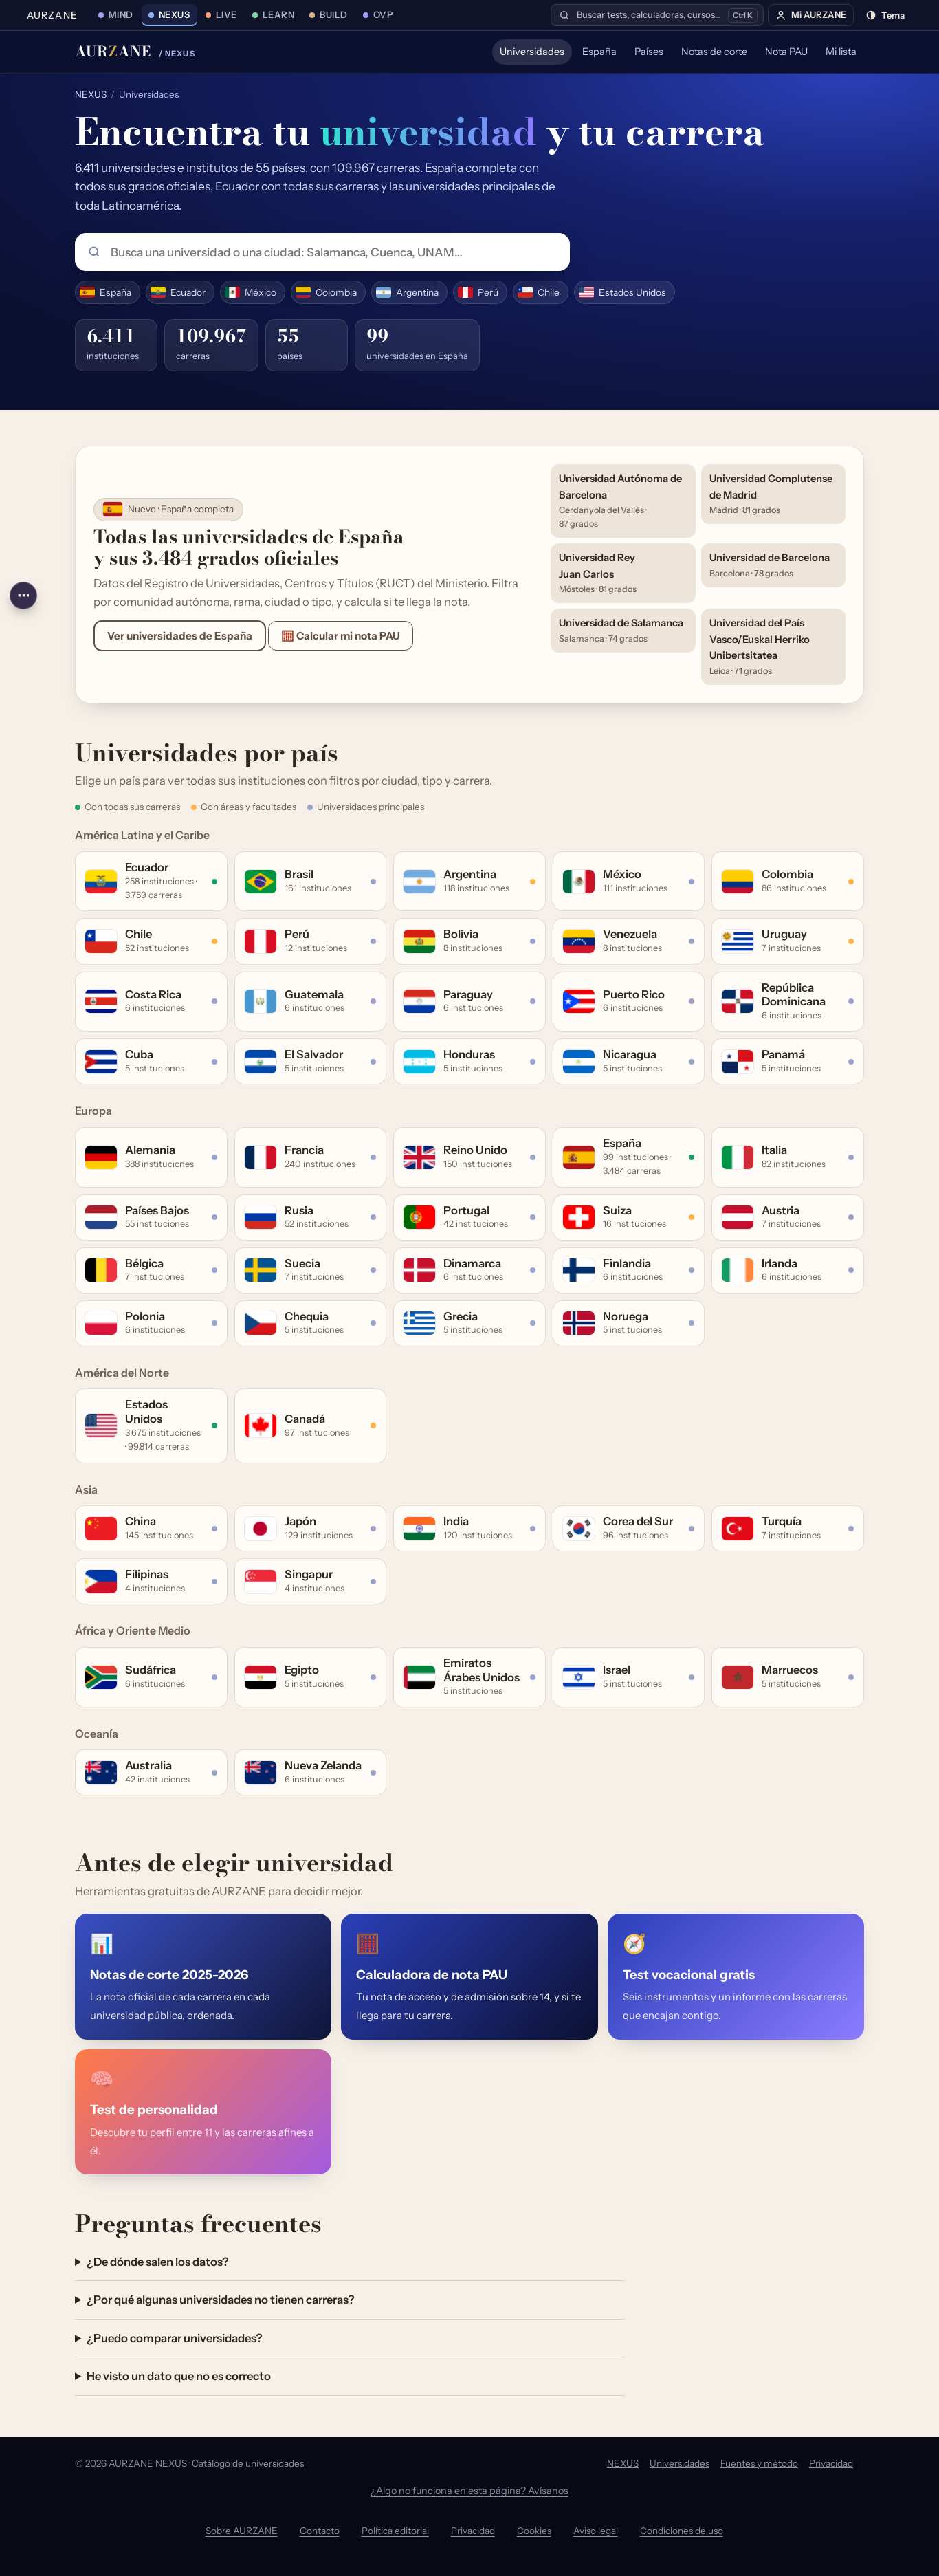 AURZANE
MIND
NEXUS
LIVE
LEARN
BUILD
OVP
Buscar tests, calculadoras, cursos…
Ctrl K
Mi AURZANE
Tema
AURZANE / NEXUS
Universidades
España
Países
Notas de corte
Nota PAU
Mi lista
NEXUS / Universidades
Encuentra tu universidad y tu carrera
6.411 universidades e institutos de 55 países, con 109.967 carreras. España completa con
todos sus grados oficiales, Ecuador con todas sus carreras y las universidades principales de
toda Latinoamérica.
Busca una universidad o una ciudad: Salamanca, Cuenca, UNAM…
España
Ecuador
México
Colombia
Argentina
Perú
Chile
Estados Unidos
6.411
instituciones
109.967
carreras
55
países
99
universidades en España
Nuevo · España completa
Todas las universidades de España
y sus 3.484 grados oficiales
Datos del Registro de Universidades, Centros y Títulos (RUCT) del Ministerio. Filtra
por comunidad autónoma, rama, ciudad o tipo, y calcula si te llega la nota.
Ver universidades de España
Calcular mi nota PAU
Universidad Autónoma de
Barcelona
Cerdanyola del Vallès ·
87 grados
Universidad Complutense
de Madrid
Madrid · 81 grados
Universidad Rey
Juan Carlos
Móstoles · 81 grados
Universidad de Barcelona
Barcelona · 78 grados
Universidad de Salamanca
Salamanca · 74 grados
Universidad del País
Vasco/Euskal Herriko
Unibertsitatea
Leioa · 71 grados
Universidades por país
Elige un país para ver todas sus instituciones con filtros por ciudad, tipo y carrera.
Con todas sus carreras
Con áreas y facultades
Universidades principales
América Latina y el Caribe
Ecuador
258 instituciones ·
3.759 carreras
Brasil
161 instituciones
Argentina
118 instituciones
México
111 instituciones
Colombia
86 instituciones
Chile
52 instituciones
Perú
12 instituciones
Bolivia
8 instituciones
Venezuela
8 instituciones
Uruguay
7 instituciones
Costa Rica
6 instituciones
Guatemala
6 instituciones
Paraguay
6 instituciones
Puerto Rico
6 instituciones
República
Dominicana
6 instituciones
Cuba
5 instituciones
El Salvador
5 instituciones
Honduras
5 instituciones
Nicaragua
5 instituciones
Panamá
5 instituciones
Europa
Alemania
388 instituciones
Francia
240 instituciones
Reino Unido
150 instituciones
España
99 instituciones ·
3.484 carreras
Italia
82 instituciones
Países Bajos
55 instituciones
Rusia
52 instituciones
Portugal
42 instituciones
Suiza
16 instituciones
Austria
7 instituciones
Bélgica
7 instituciones
Suecia
7 instituciones
Dinamarca
6 instituciones
Finlandia
6 instituciones
Irlanda
6 instituciones
Polonia
6 instituciones
Chequia
5 instituciones
Grecia
5 instituciones
Noruega
5 instituciones
América del Norte
Estados
Unidos
3.675 instituciones
· 99.814 carreras
Canadá
97 instituciones
Asia
China
145 instituciones
Japón
129 instituciones
India
120 instituciones
Corea del Sur
96 instituciones
Turquía
7 instituciones
Filipinas
4 instituciones
Singapur
4 instituciones
África y Oriente Medio
Sudáfrica
6 instituciones
Egipto
5 instituciones
Emiratos
Árabes Unidos
5 instituciones
Israel
5 instituciones
Marruecos
5 instituciones
Oceanía
Australia
42 instituciones
Nueva Zelanda
6 instituciones
Antes de elegir universidad
Herramientas gratuitas de AURZANE para decidir mejor.
Notas de corte 2025-2026
La nota oficial de cada carrera en cada
universidad pública, ordenada.
Calculadora de nota PAU
Tu nota de acceso y de admisión sobre 14, y si te
llega para tu carrera.
Test vocacional gratis
Seis instrumentos y un informe con las carreras
que encajan contigo.
Test de personalidad
Descubre tu perfil entre 11 y las carreras afines a
él.
Preguntas frecuentes
¿De dónde salen los datos?
¿Por qué algunas universidades no tienen carreras?
¿Puedo comparar universidades?
He visto un dato que no es correcto
© 2026 AURZANE NEXUS · Catálogo de universidades
NEXUS
Universidades
Fuentes y método
Privacidad
¿Algo no funciona en esta página? Avísanos
Sobre AURZANE
Contacto
Política editorial
Privacidad
Cookies
Aviso legal
Condiciones de uso